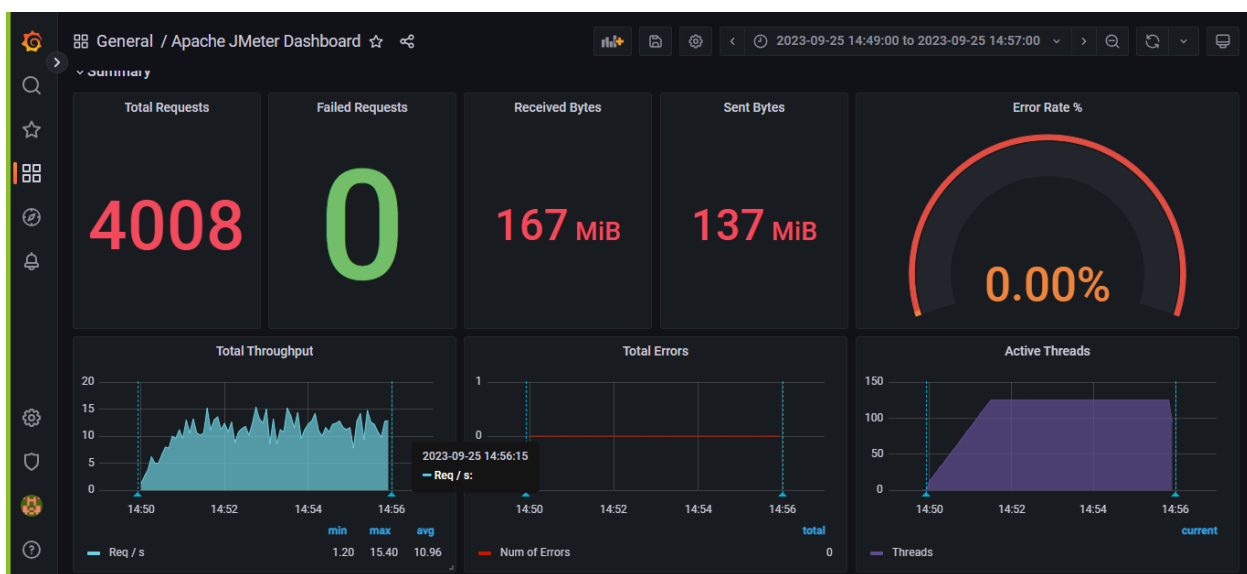 General / Apache JMeter Dashboard
2023-09-25 14:49:00 to 2023-09-25 14:57:00
Summary
Total Requests
4008
Failed Requests
0
Received Bytes
167 MiB
Sent Bytes
137 MiB
Error Rate %
0.00%
Total Throughput
20
15
10
5
0
14:50 14:52 14:54 14:56
min max avg
Req / s 1.20 15.40 10.96
2023-09-25 14:56:15
Req / s:
Total Errors
1
0
14:50 14:52 14:54 14:56
total
Num of Errors 0
Active Threads
150
100
50
0
14:50 14:52 14:54 14:56
current
Threads